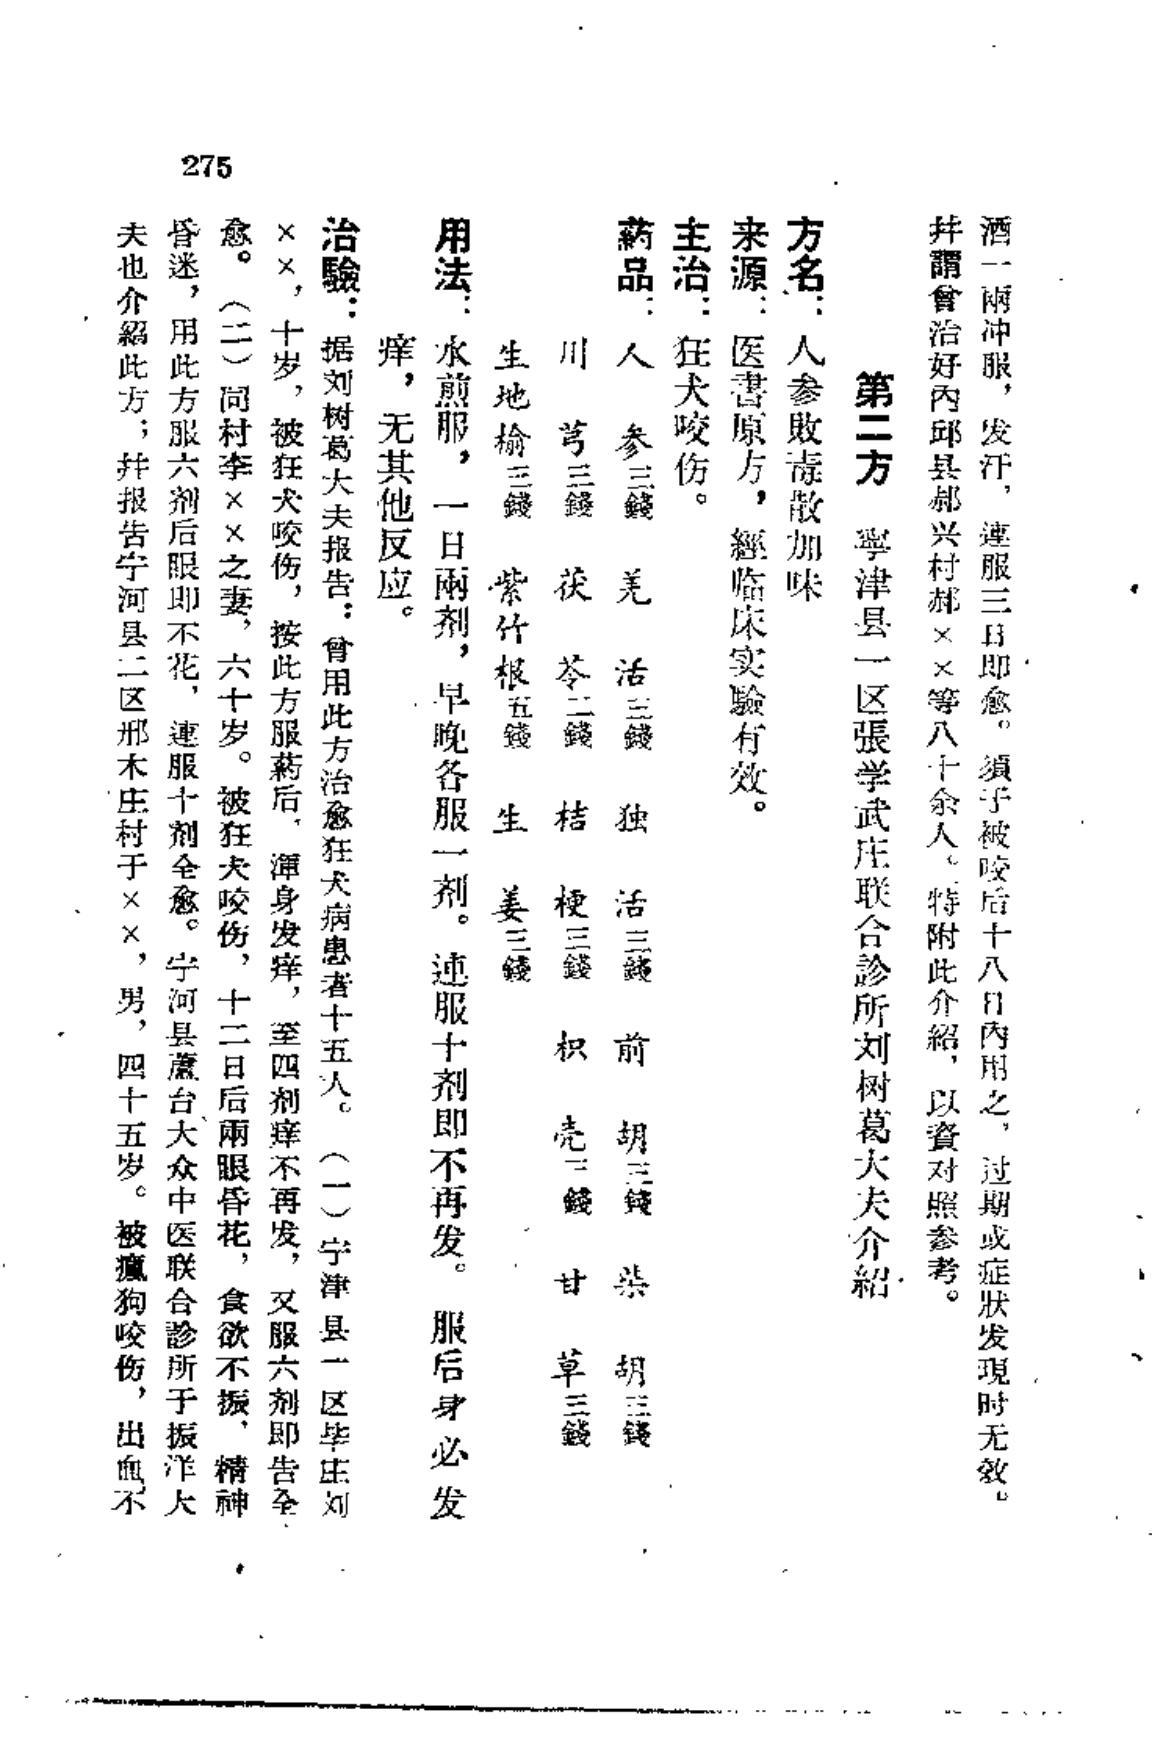 275
酒一兩冲服，发汗，連服三日即愈。須于被咬后十八日內用之，过期或症狀发現时无效。
幷謂曾治好內邱县郝兴村郝××等八十余人。特附此介紹，以資对照参考。
第二方　寧津县一区張学武庄联合診所刘树葛大夫介紹
方名：人参敗毒散加味
来源：医書原方，經临床实驗有效。
主治：狂犬咬伤。
葯品：人参三錢　羌活三錢　独活三錢　前胡三錢　柴胡三錢
川芎三錢　茯苓二錢　桔梗三錢　枳壳二錢　甘草三錢
生地榆三錢　紫竹根五錢　生姜三錢
用法：水煎服，一日兩剂，早晚各服一剂。連服十剂即不再发。服后身必发
痒，无其他反应。
治驗：据刘树葛大夫报告：曾用此方治愈狂犬病患者十五人。（一）宁津县一区毕庄刘
××，十岁，被狂犬咬伤，按此方服葯后，渾身发痒，至四剂痒不再发，又服六剂即告全
愈。（二）同村李××之妻，六十岁。被狂犬咬伤，十二日后兩眼昏花，食欲不振，精神
昏迷，用此方服六剂后眼即不花，連服十剂全愈。宁河县蘆台大众中医联合診所于振洋大
夫也介紹此方；幷报告宁河县二区邢木庄村于××，男，四十五岁。被瘋狗咬伤，出血不